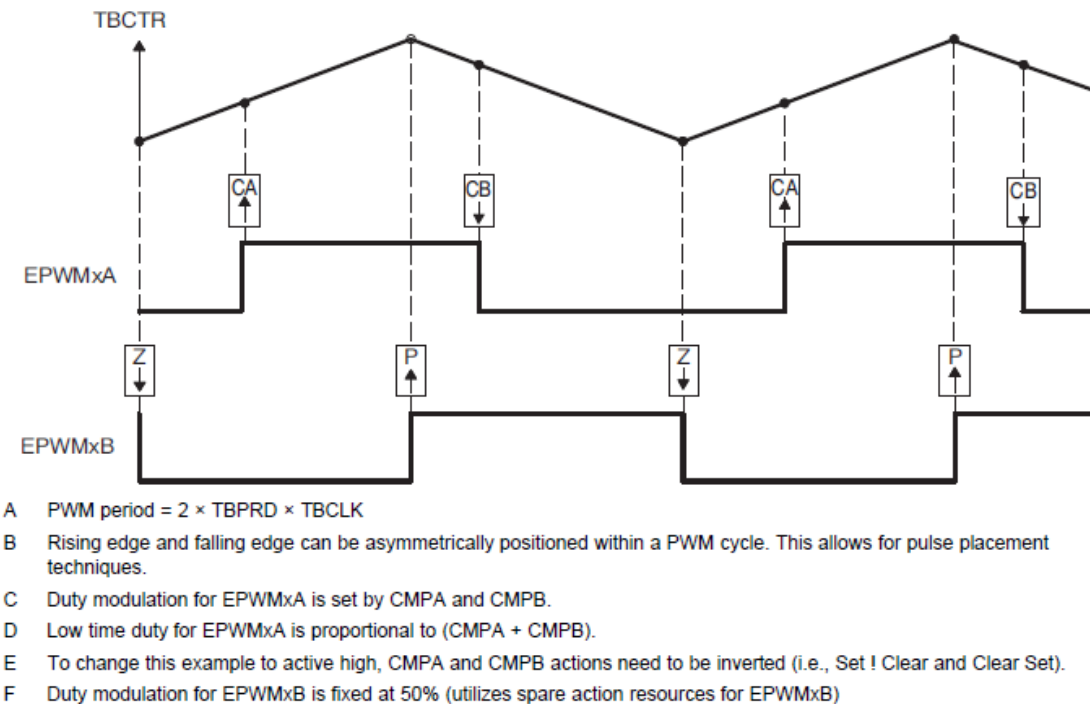 TBCTR
CA
CB
CA
CB
EPWMxA
Z
P
Z
P
EPWMxB
A PWM period = 2 × TBPRD × TBCLK
B Rising edge and falling edge can be asymmetrically positioned within a PWM cycle. This allows for pulse placement
techniques.
C Duty modulation for EPWMxA is set by CMPA and CMPB.
D Low time duty for EPWMxA is proportional to (CMPA + CMPB).
E To change this example to active high, CMPA and CMPB actions need to be inverted (i.e., Set ! Clear and Clear Set).
F Duty modulation for EPWMxB is fixed at 50% (utilizes spare action resources for EPWMxB)